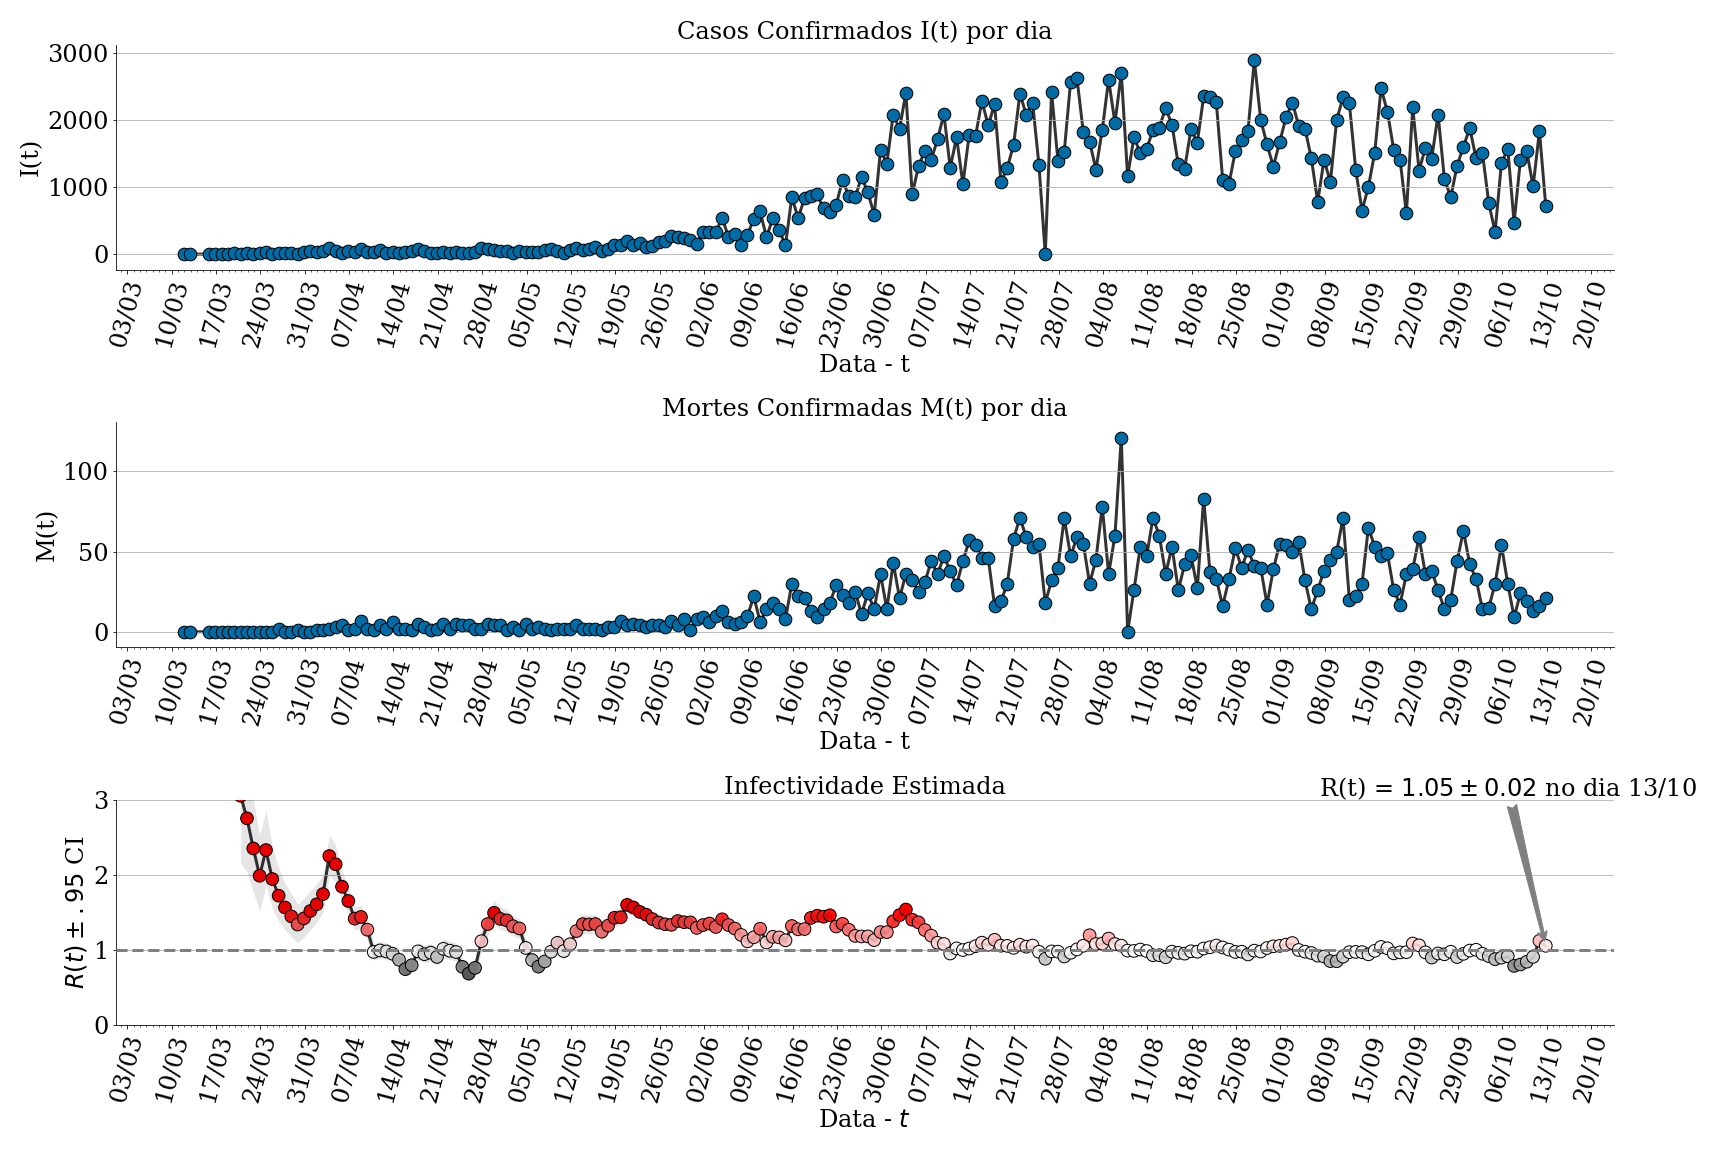 Casos Confirmados I(t) por dia
I(t)
3000
2000
1000
0
03/03 10/03 17/03 24/03 31/03 07/04 14/04 21/04 28/04 05/05 12/05 19/05 26/05 02/06 09/06 16/06 23/06 30/06 07/07 14/07 21/07 28/07 04/08 11/08 18/08 25/08 01/09 08/09 15/09 22/09 29/09 06/10 13/10 20/10
Data - t
Mortes Confirmadas M(t) por dia
M(t)
100
50
0
03/03 10/03 17/03 24/03 31/03 07/04 14/04 21/04 28/04 05/05 12/05 19/05 26/05 02/06 09/06 16/06 23/06 30/06 07/07 14/07 21/07 28/07 04/08 11/08 18/08 25/08 01/09 08/09 15/09 22/09 29/09 06/10 13/10 20/10
Data - t
Infectividade Estimada
R(t) = 1.05 ± 0.02 no dia 13/10
R(t) ± .95 CI
3
2
1
0
03/03 10/03 17/03 24/03 31/03 07/04 14/04 21/04 28/04 05/05 12/05 19/05 26/05 02/06 09/06 16/06 23/06 30/06 07/07 14/07 21/07 28/07 04/08 11/08 18/08 25/08 01/09 08/09 15/09 22/09 29/09 06/10 13/10 20/10
Data - t